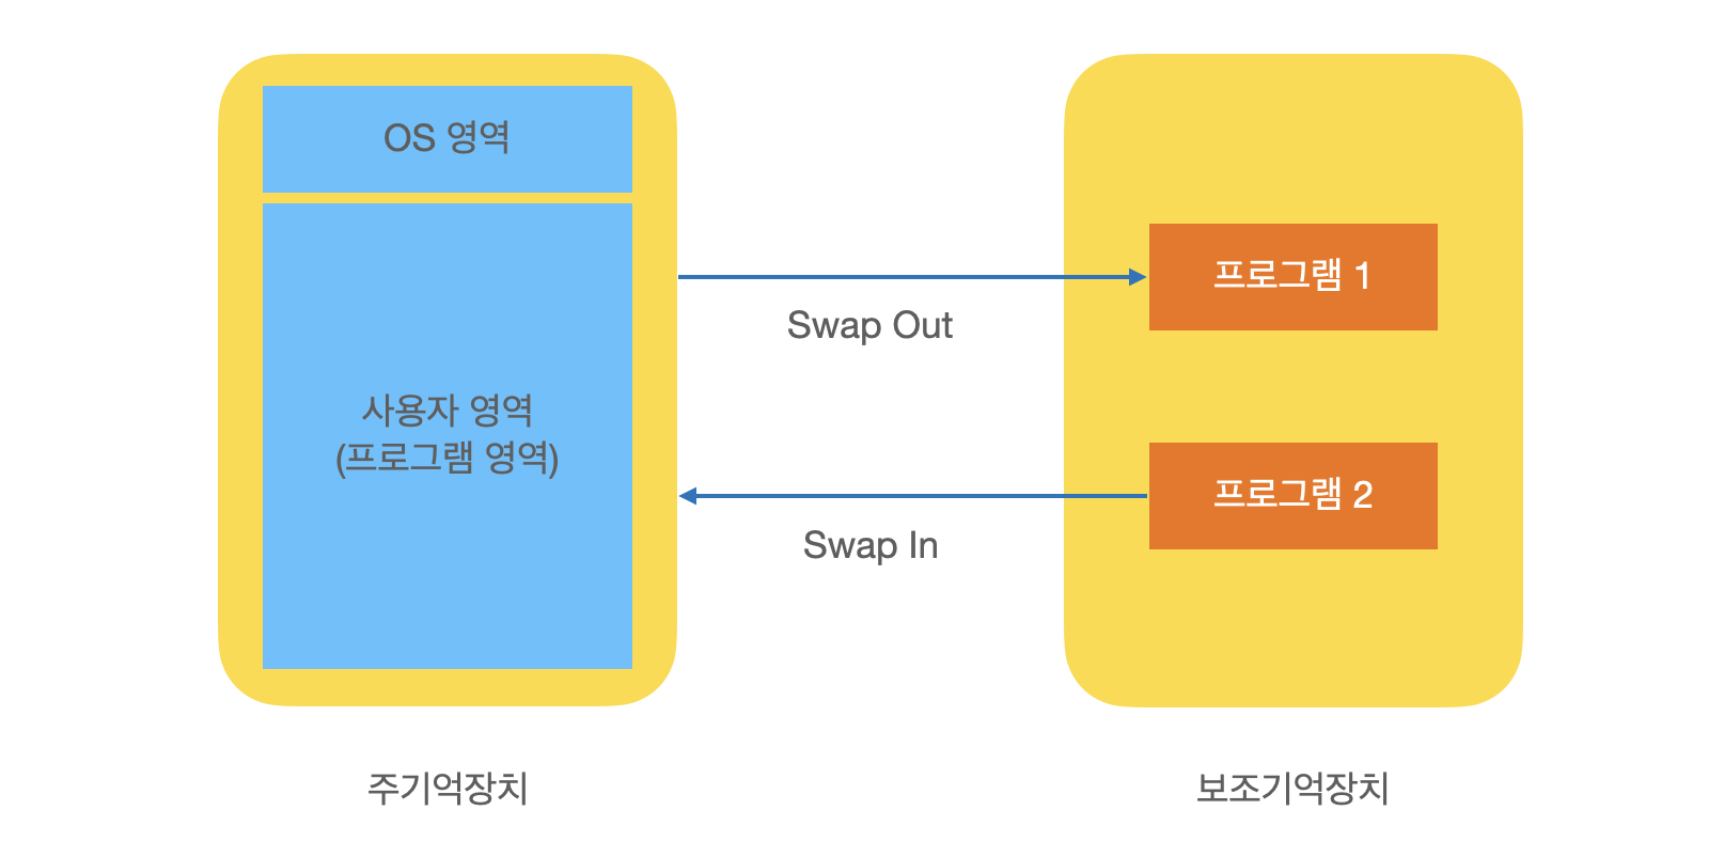 OS 영역
사용자 영역
(프로그램 영역)
Swap Out
프로그램 1
Swap In
프로그램 2
주기억장치
보조기억장치